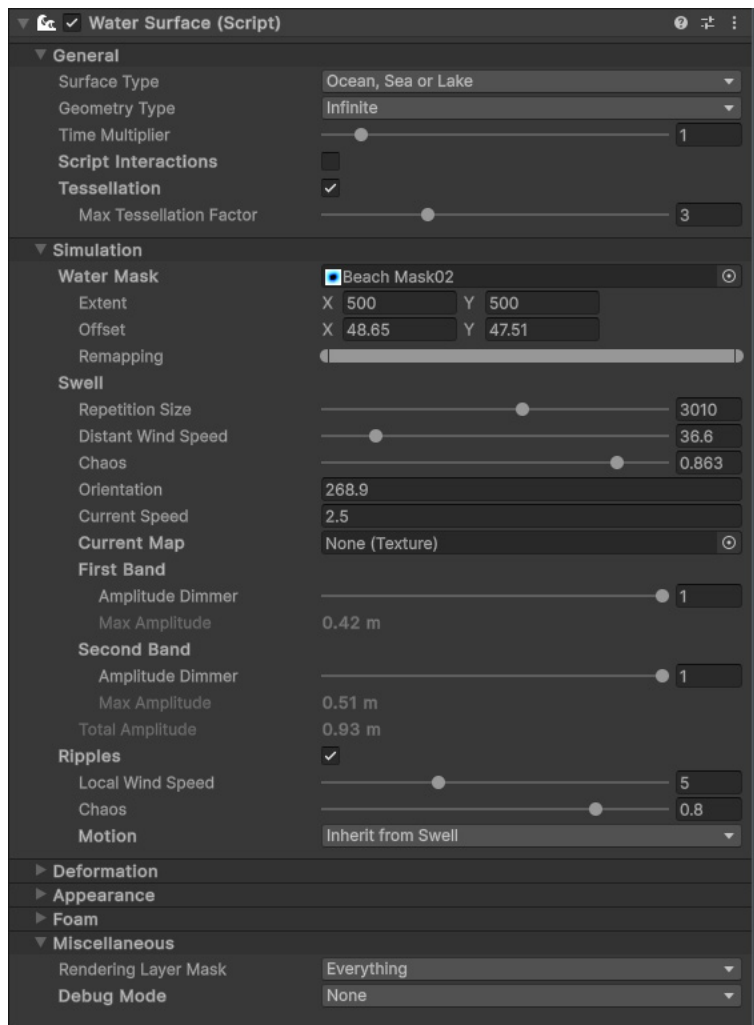 Water Surface (Script)
General
Surface Type Ocean, Sea or Lake
Geometry Type Infinite
Time Multiplier 1
Script Interactions
Tessellation
Max Tessellation Factor 3
Simulation
Water Mask Beach Mask02
Extent X 500 Y 500
Offset X 48.65 Y 47.51
Remapping
Swell
Repetition Size 3010
Distant Wind Speed 36.6
Chaos 0.863
Orientation 268.9
Current Speed 2.5
Current Map None (Texture)
First Band
Amplitude Dimmer 1
Max Amplitude 0.42 m
Second Band
Amplitude Dimmer 1
Max Amplitude 0.51 m
Total Amplitude 0.93 m
Ripples
Local Wind Speed 5
Chaos 0.8
Motion Inherit from Swell
Deformation
Appearance
Foam
Miscellaneous
Rendering Layer Mask Everything
Debug Mode None